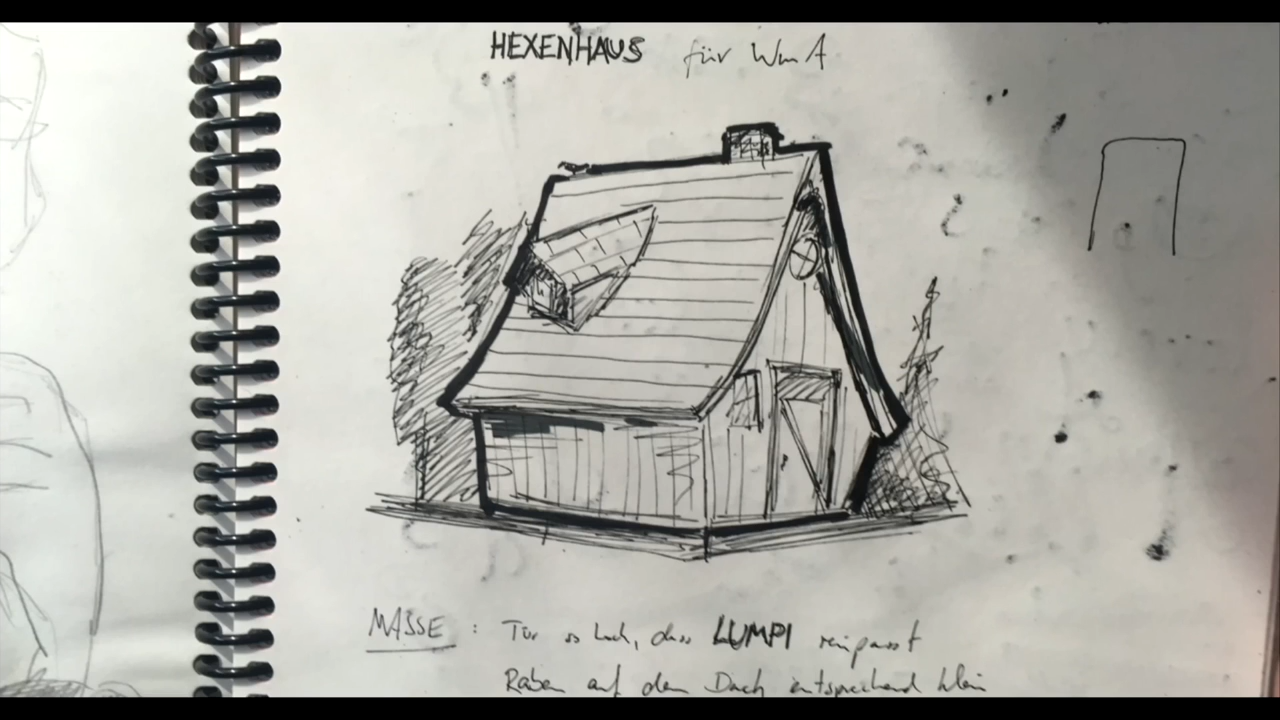 HEXENHAUS für WmA
MASSE : Tür so hoch, dass LUMPI reinpasst
Raben auf dem Dach entsprechend klein